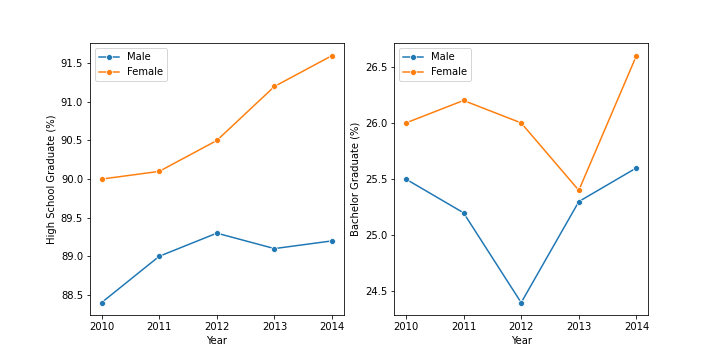 Male
Female
91.5
91.0
90.5
90.0
89.5
89.0
88.5
High School Graduate (%)
2010 2011 2012 2013 2014
Year
Male
Female
26.5
26.0
25.5
25.0
24.5
Bachelor Graduate (%)
2010 2011 2012 2013 2014
Year